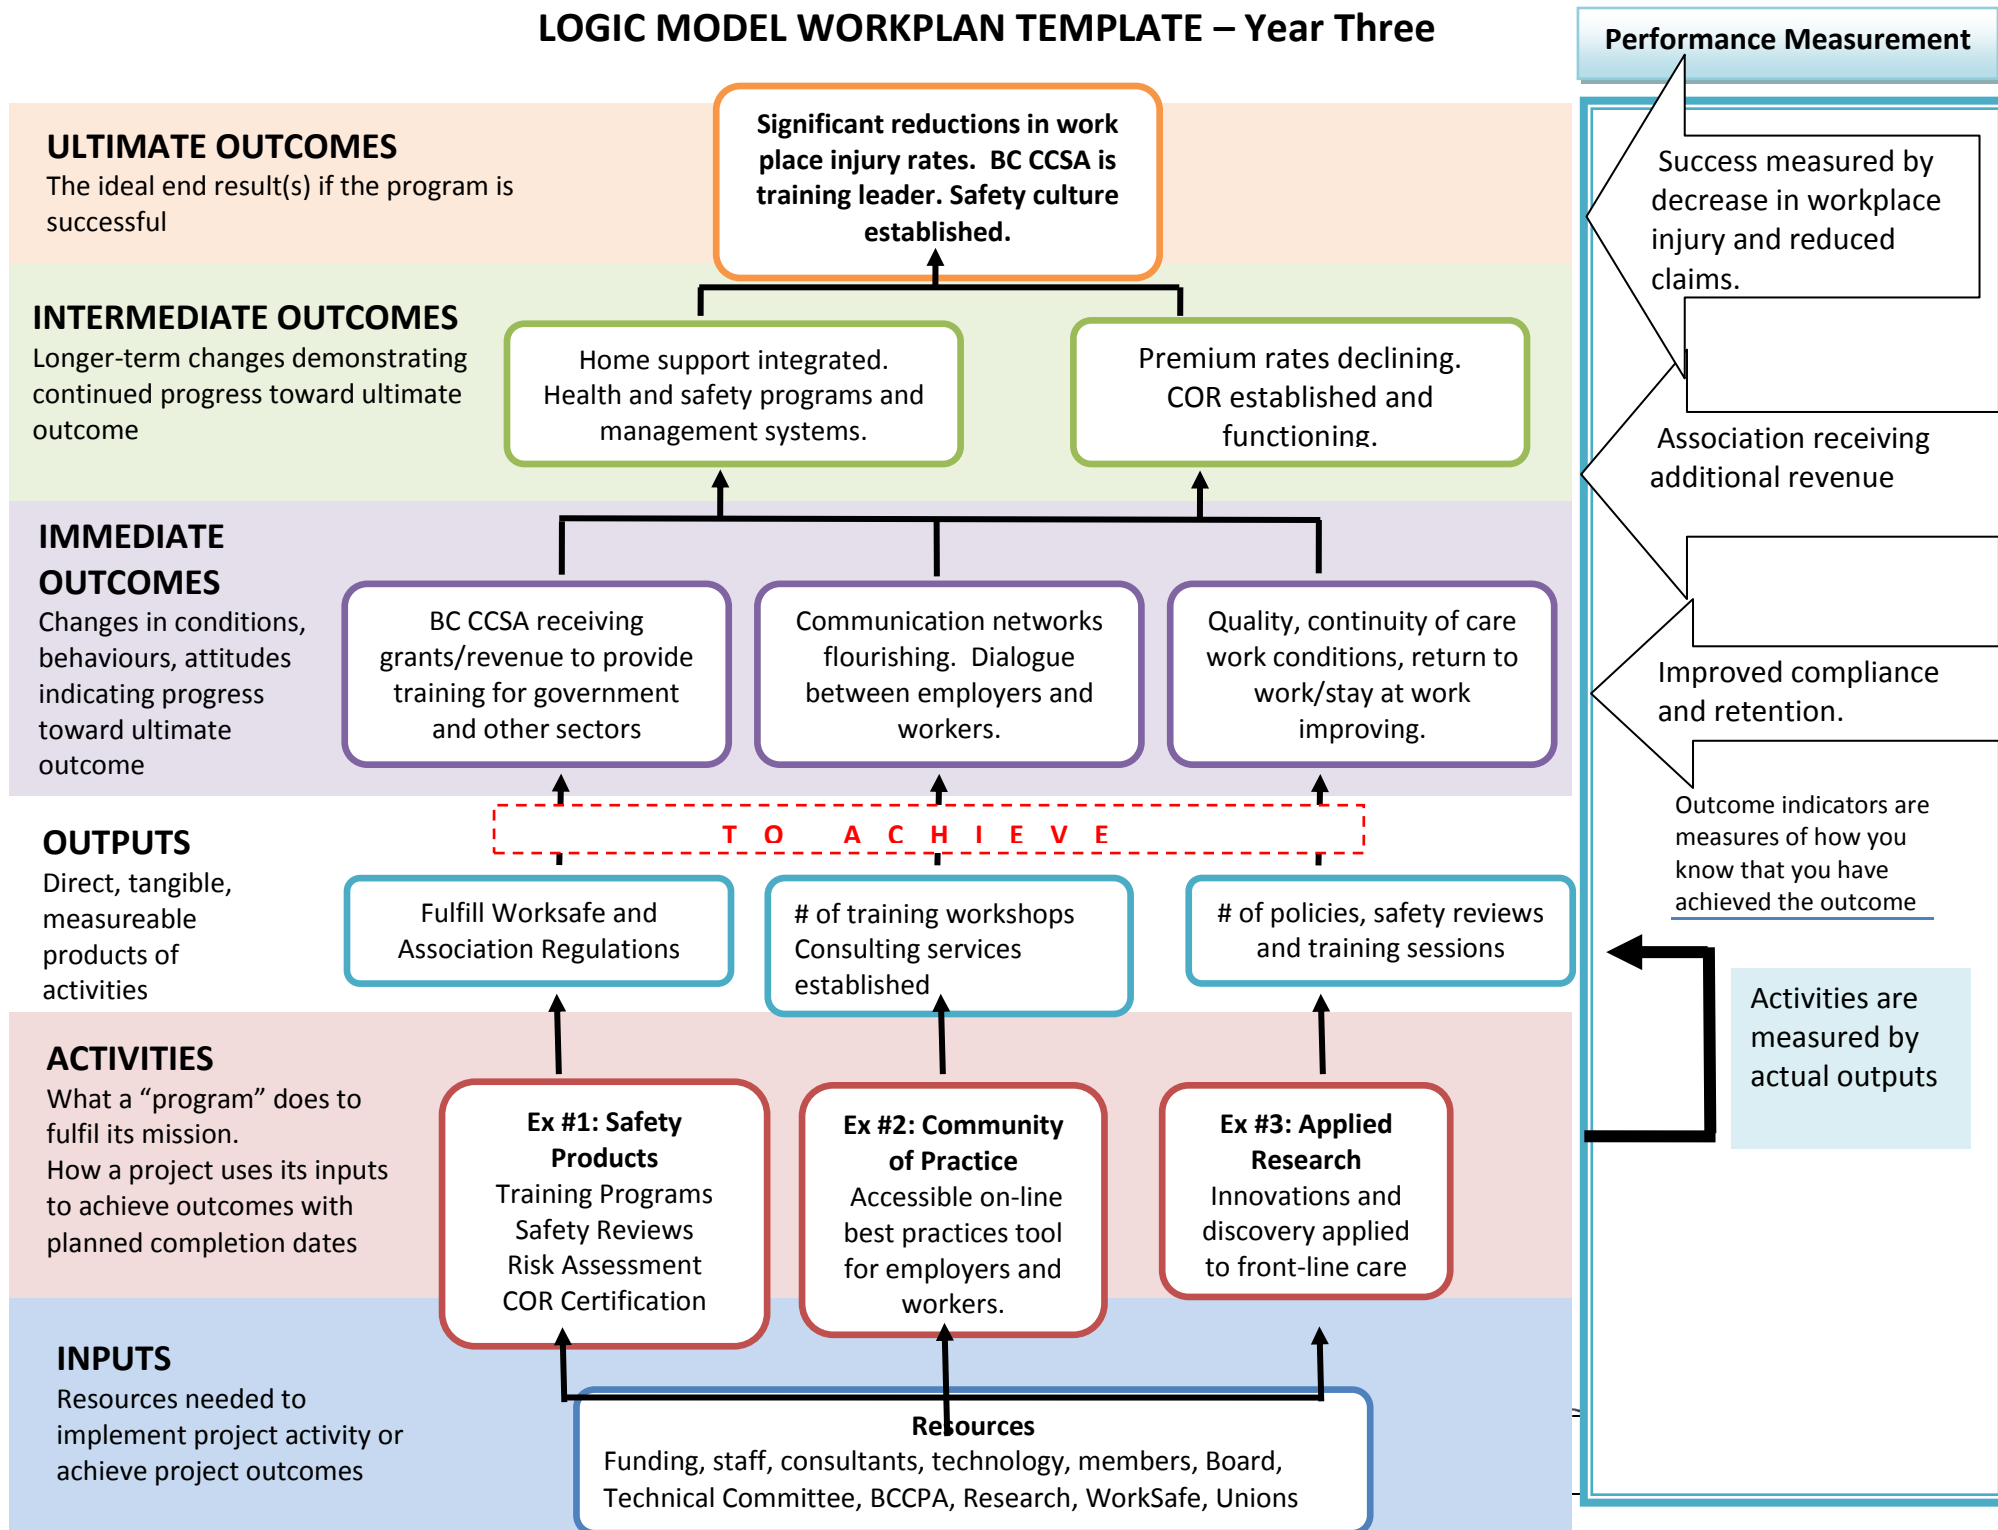 LOGIC MODEL WORKPLAN TEMPLATE – Year Three
Performance Measurement
ULTIMATE OUTCOMES
The ideal end result(s) if the program is
successful
Significant reductions in work
place injury rates.  BC CCSA is
training leader. Safety culture
established.
Success measured by
decrease in workplace
injury and reduced
claims.
INTERMEDIATE OUTCOMES
Longer-term changes demonstrating
continued progress toward ultimate
outcome
Home support integrated.
Health and safety programs and
management systems.
Premium rates declining.
COR established and
functioning.
Association receiving
additional revenue
IMMEDIATE
OUTCOMES
Changes in conditions,
behaviours, attitudes
indicating progress
toward ultimate
outcome
BC CCSA receiving
grants/revenue to provide
training for government
and other sectors
Communication networks
flourishing.  Dialogue
between employers and
workers.
Quality, continuity of care
work conditions, return to
work/stay at work
improving.
Improved compliance
and retention.
T O   A C H I E V E
Outcome indicators are
measures of how you
know that you have
achieved the outcome
OUTPUTS
Direct, tangible,
measureable
products of
activities
Fulfill Worksafe and
Association Regulations
# of training workshops
Consulting services
established
# of policies, safety reviews
and training sessions
Activities are
measured by
actual outputs
ACTIVITIES
What a “program” does to
fulfil its mission.
How a project uses its inputs
to achieve outcomes with
planned completion dates
Ex #1: Safety
Products
Training Programs
Safety Reviews
Risk Assessment
COR Certification
Ex #2: Community
of Practice
Accessible on-line
best practices tool
for employers and
workers.
Ex #3: Applied
Research
Innovations and
discovery applied
to front-line care
INPUTS
Resources needed to
implement project activity or
achieve project outcomes
Resources
Funding, staff, consultants, technology, members, Board,
Technical Committee, BCCPA, Research, WorkSafe, Unions